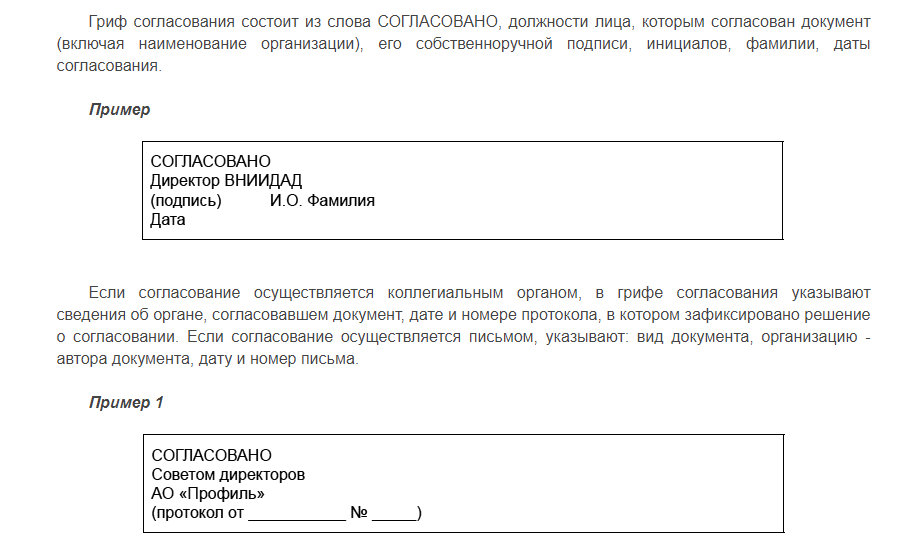 Гриф согласования состоит из слова СОГЛАСОВАНО, должности лица, которым согласован документ
(включая наименование организации), его собственноручной подписи, инициалов, фамилии, даты
согласования.
Пример
СОГЛАСОВАНО
Директор ВНИИДАД
(подпись) И.О. Фамилия
Дата
Если согласование осуществляется коллегиальным органом, в грифе согласования указывают
сведения об органе, согласовавшем документ, дате и номере протокола, в котором зафиксировано решение
о согласовании. Если согласование осуществляется письмом, указывают: вид документа, организацию -
автора документа, дату и номер письма.
Пример 1
СОГЛАСОВАНО
Советом директоров
АО «Профиль»
(протокол от ___________ № _____)